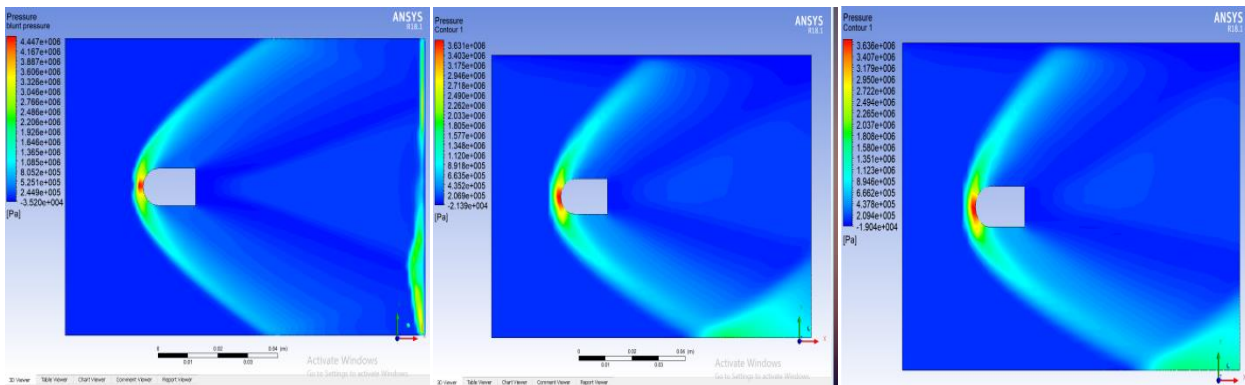 Pressure
blunt pressure
4.447e+006
4.167e+006
3.887e+006
3.606e+006
3.326e+006
3.046e+006
2.766e+006
2.486e+006
2.206e+006
1.926e+006
1.646e+006
1.365e+006
1.085e+006
8.052e+005
5.251e+005
2.449e+005
-3.520e+004
[Pa]
ANSYS
R18.1
0 0.02 0.04 (m)
0.01 0.03
Activate Windows
Go to Settings to activate Windows.
3D Viewer Table Viewer Chart Viewer Comment Viewer Report Viewer
Pressure
Contour 1
3.631e+006
3.403e+006
3.175e+006
2.946e+006
2.718e+006
2.490e+006
2.262e+006
2.033e+006
1.805e+006
1.577e+006
1.348e+006
1.120e+006
8.918e+005
6.635e+005
4.352e+005
2.069e+005
-2.139e+004
[Pa]
ANSYS
R18.1
0 0.02 0.04 (m)
0.01 0.03
Activate Windows
Go to Settings to activate Windows.
3D Viewer Table Viewer Chart Viewer Comment Viewer Report Viewer
Pressure
Contour 1
3.636e+006
3.407e+006
3.179e+006
2.950e+006
2.722e+006
2.494e+006
2.265e+006
2.037e+006
1.808e+006
1.580e+006
1.351e+006
1.123e+006
8.946e+005
6.662e+005
4.378e+005
2.094e+005
-1.904e+004
[Pa]
ANSYS
R18.1